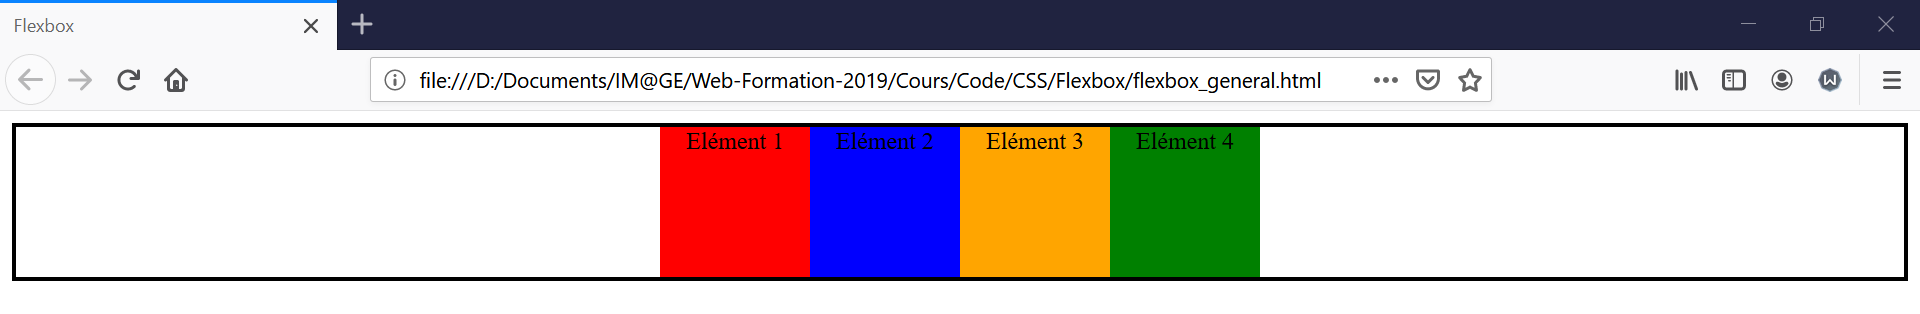 Flexbox
file:///D:/Documents/IM@GE/Web-Formation-2019/Cours/Code/CSS/Flexbox/flexbox_general.html
Elément 1 Elément 2 Elément 3 Elément 4